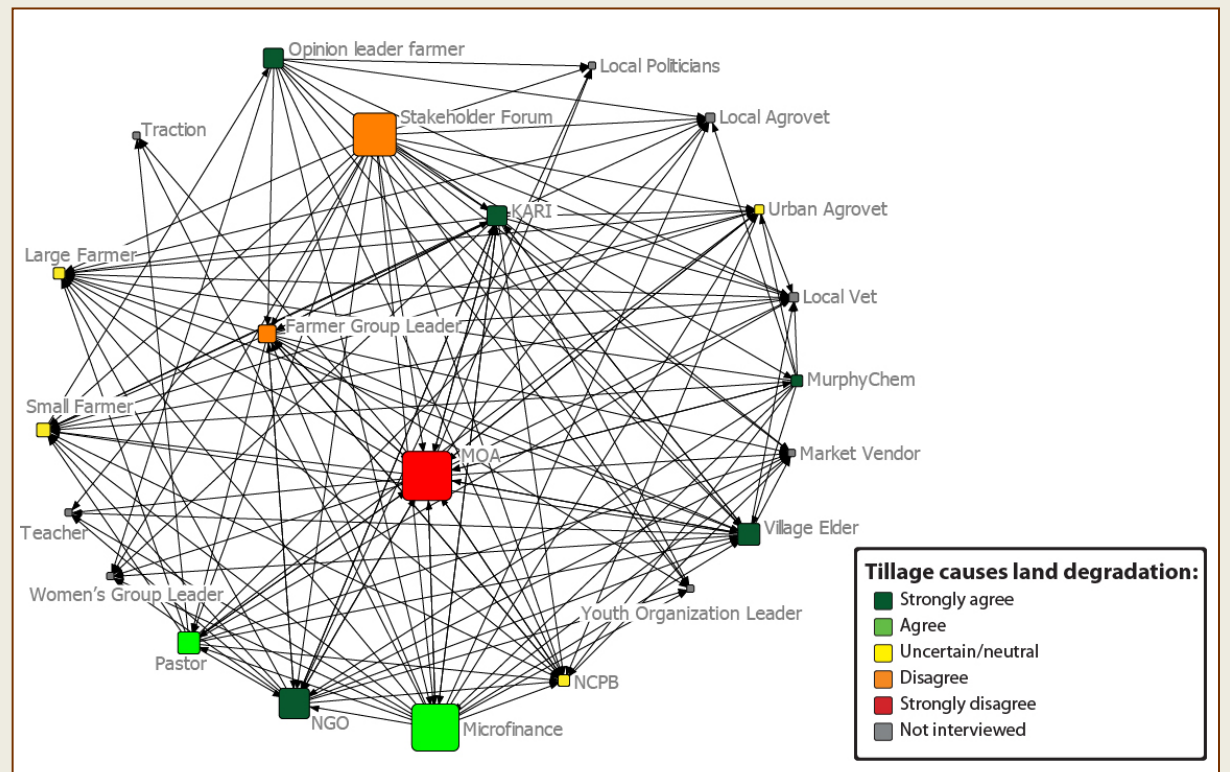 Opinion leader farmer
Local Politicians
Stakeholder Forum
Local Agrovet
Traction
KARI
Urban Agrovet
Large Farmer
Local Vet
Farmer Group Leader
MurphyChem
Small Farmer
MOA
Market Vendor
Teacher
Village Elder
Women's Group Leader
Youth Organization Leader
Pastor
NCPB
NGO
Microfinance
Tillage causes land degradation:
Strongly agree
Agree
Uncertain/neutral
Disagree
Strongly disagree
Not interviewed